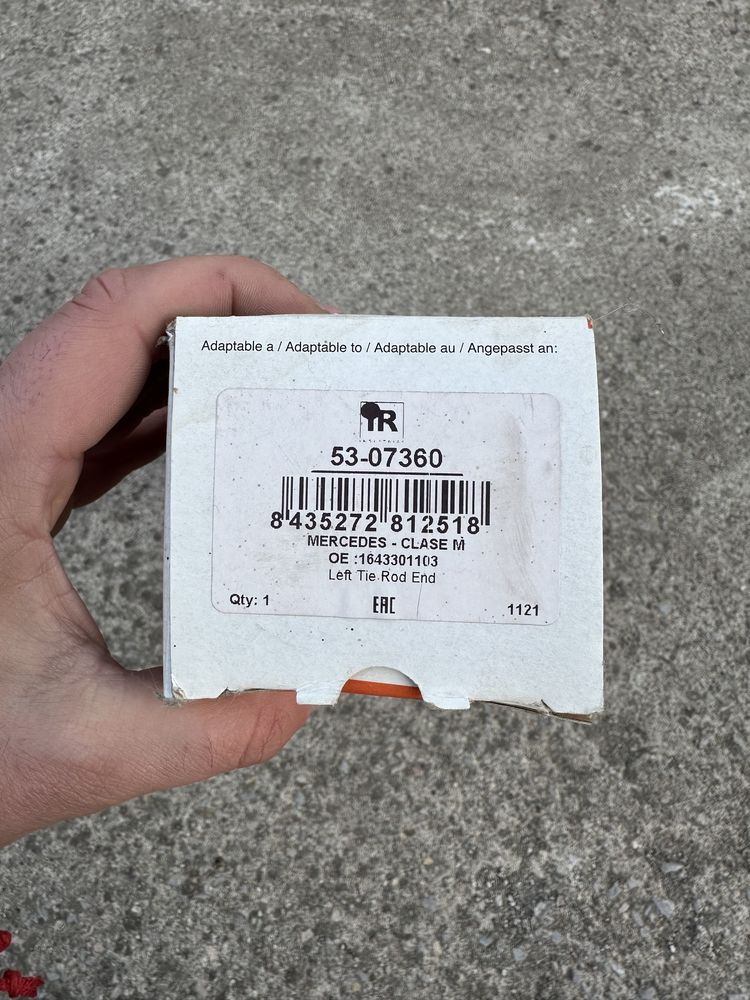 Adaptable a / Adaptable to / Adaptable au / Angepasst an:
TR
53-07360
8 435272 812518
MERCEDES - CLASE M
OE :1643301103
Left Tie Rod End
Qty: 1
EAC
1121